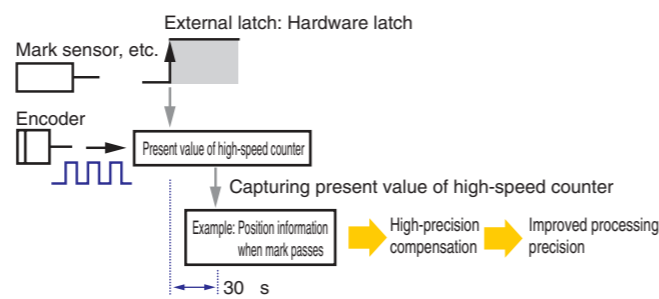 External latch: Hardware latch
Mark sensor, etc.
Encoder
Present value of high-speed counter
Capturing present value of high-speed counter
Example: Position information
when mark passes
High-precision
compensation
Improved processing
precision
30 s